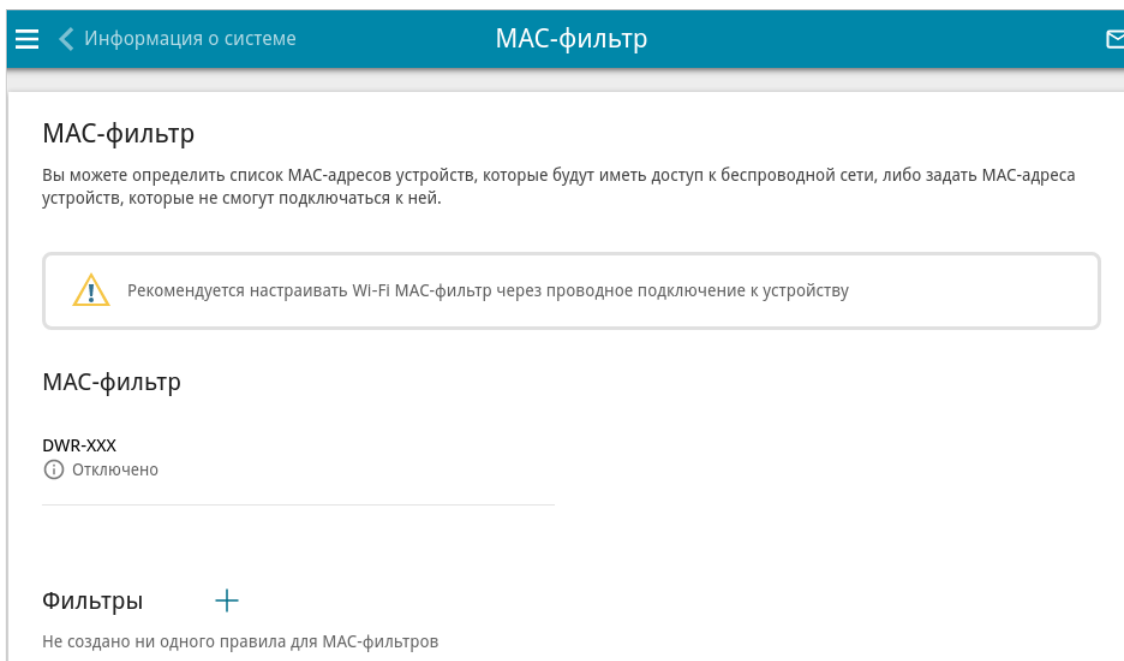 Информация о системе
MAC-фильтр
MAC-фильтр
Вы можете определить список MAC-адресов устройств, которые будут иметь доступ к беспроводной сети, либо задать MAC-адреса
устройств, которые не смогут подключаться к ней.
Рекомендуется настраивать Wi-Fi MAC-фильтр через проводное подключение к устройству
MAC-фильтр
DWR-XXX
Отключено
Фильтры
Не создано ни одного правила для MAC-фильтров